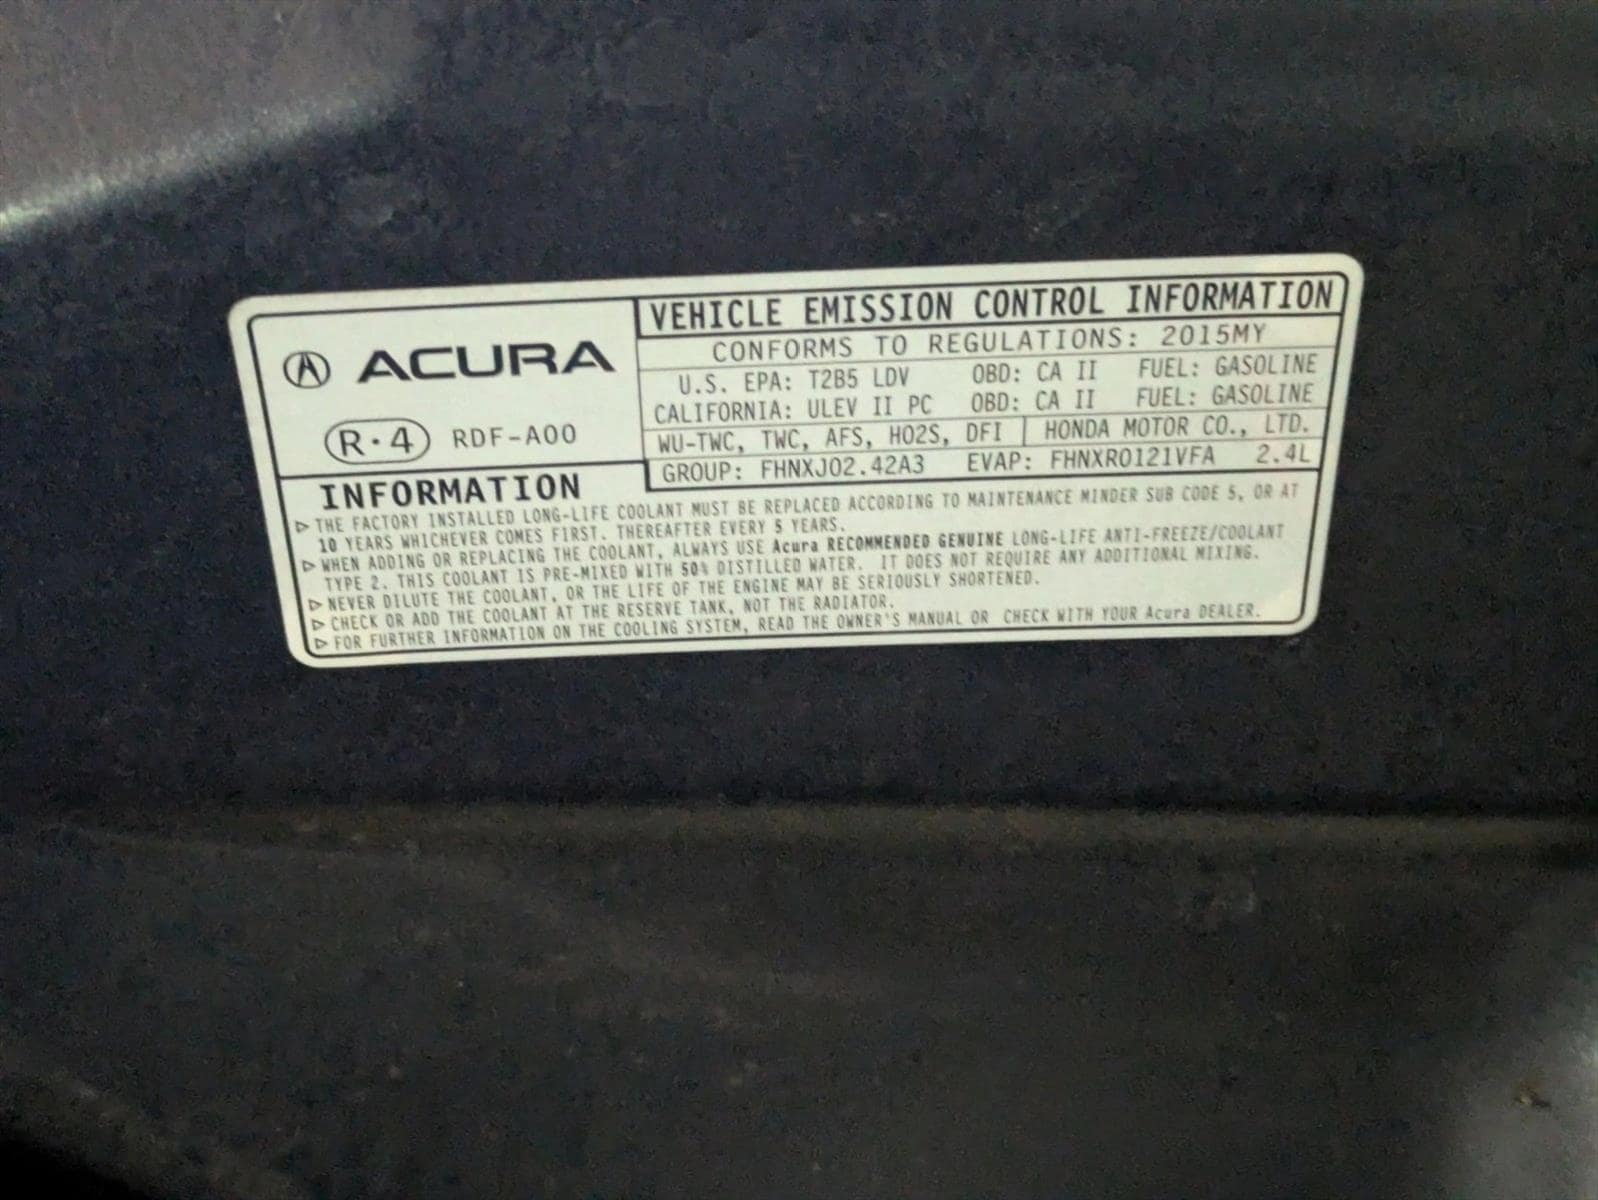 ACURA
R·4 RDF-A00
VEHICLE EMISSION CONTROL INFORMATION
CONFORMS TO REGULATIONS: 2015MY
U.S. EPA: T2B5 LDV OBD: CA II FUEL: GASOLINE
CALIFORNIA: ULEV II PC OBD: CA II FUEL: GASOLINE
WU-TWC, TWC, AFS, HO2S, DFI | HONDA MOTOR CO., LTD.
GROUP: FHNXJ02.42A3 EVAP: FHNXR0121VFA 2.4L
INFORMATION
▷ THE FACTORY INSTALLED LONG-LIFE COOLANT MUST BE REPLACED ACCORDING TO MAINTENANCE MINDER SUB CODE 5, OR AT
10 YEARS WHICHEVER COMES FIRST. THEREAFTER EVERY 5 YEARS.
▷ WHEN ADDING OR REPLACING THE COOLANT, ALWAYS USE Acura RECOMMENDED GENUINE LONG-LIFE ANTI-FREEZE/COOLANT
TYPE 2. THIS COOLANT IS PRE-MIXED WITH 50% DISTILLED WATER. IT DOES NOT REQUIRE ANY ADDITIONAL MIXING.
▷ NEVER DILUTE THE COOLANT, OR THE LIFE OF THE ENGINE MAY BE SERIOUSLY SHORTENED.
▷ CHECK OR ADD THE COOLANT AT THE RESERVE TANK, NOT THE RADIATOR.
▷ FOR FURTHER INFORMATION ON THE COOLING SYSTEM, READ THE OWNER'S MANUAL OR CHECK WITH YOUR Acura DEALER.